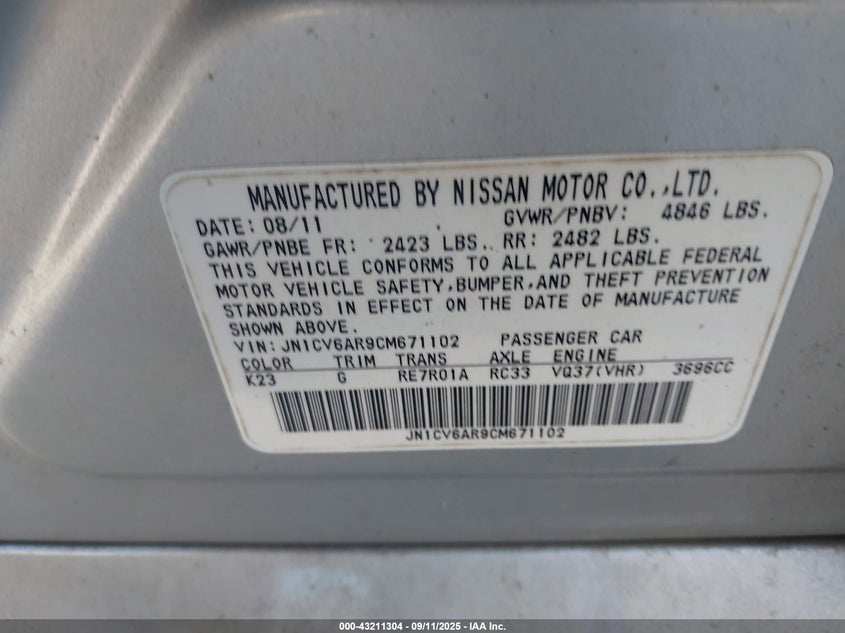 MANUFACTURED BY NISSAN MOTOR CO.,LTD.
DATE: 08/11 GVWR/PNBV: 4846 LBS.
GAWR/PNBE FR: 2423 LBS. RR: 2482 LBS.
THIS VEHICLE CONFORMS TO ALL APPLICABLE FEDERAL
MOTOR VEHICLE SAFETY,BUMPER,AND THEFT PREVENTION
STANDARDS IN EFFECT ON THE DATE OF MANUFACTURE
SHOWN ABOVE.
VIN: JN1CV6AR9CM671102 PASSENGER CAR
COLOR TRIM TRANS AXLE ENGINE
K23 G RE7R01A RC33 VQ37(VHR) 3696CC
JN1CV6AR9CM671102
000-43211304 - 09/11/2025 - IAA Inc.